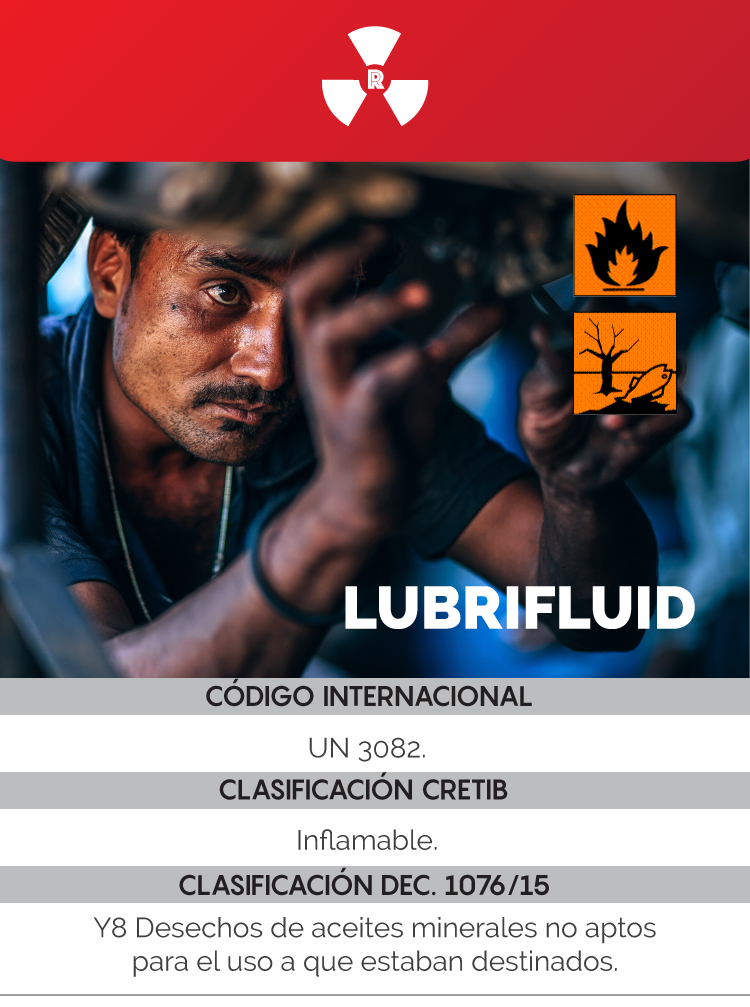 R
LUBRIFLUID
CÓDIGO INTERNACIONAL
UN 3082.
CLASIFICACIÓN CRETIB
Inflamable.
CLASIFICACIÓN DEC. 1076/15
Y8 Desechos de aceites minerales no aptos
para el uso a que estaban destinados.